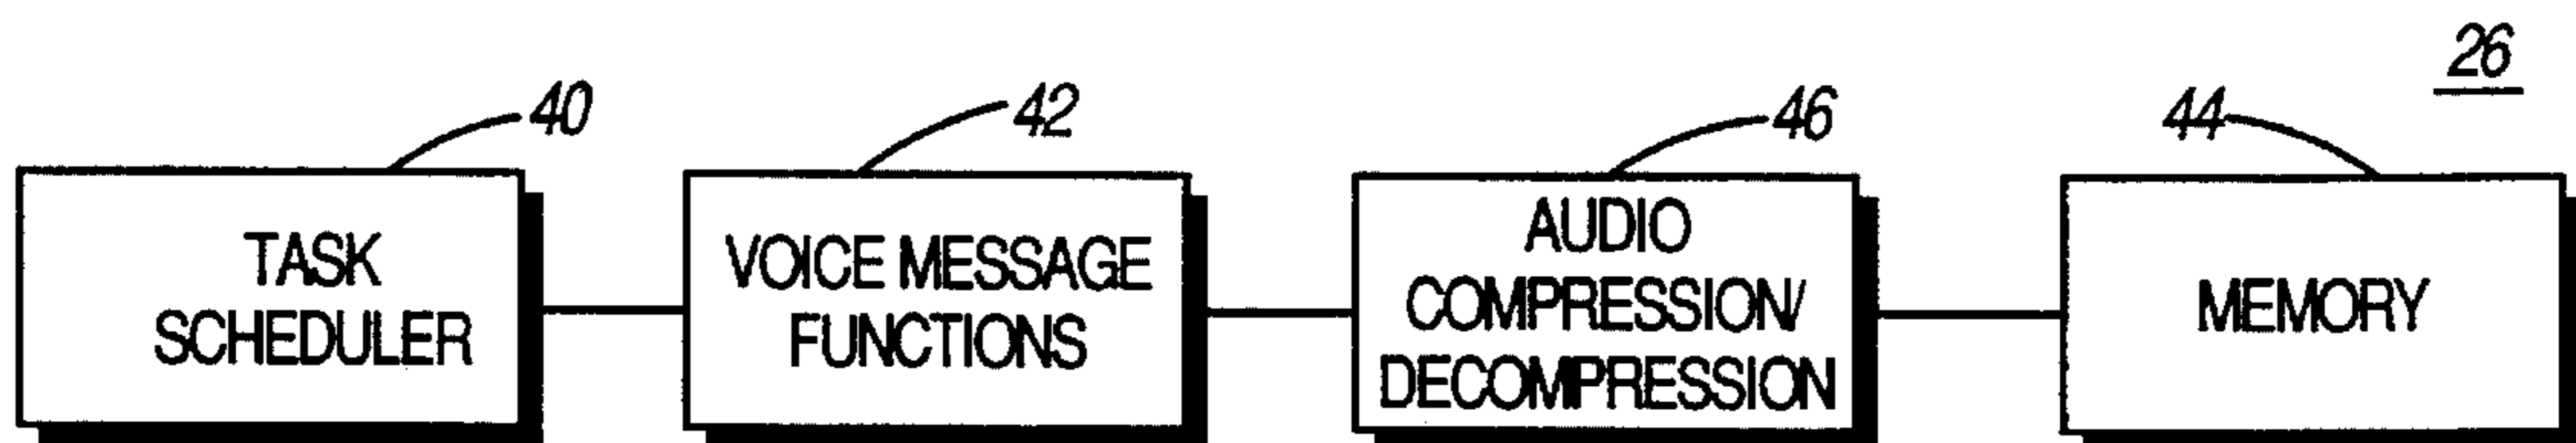 26
40
42
46
44
TASK
SCHEDULER
VOICE MESSAGE
FUNCTIONS
AUDIO
COMPRESSION/
DECOMPRESSION
MEMORY